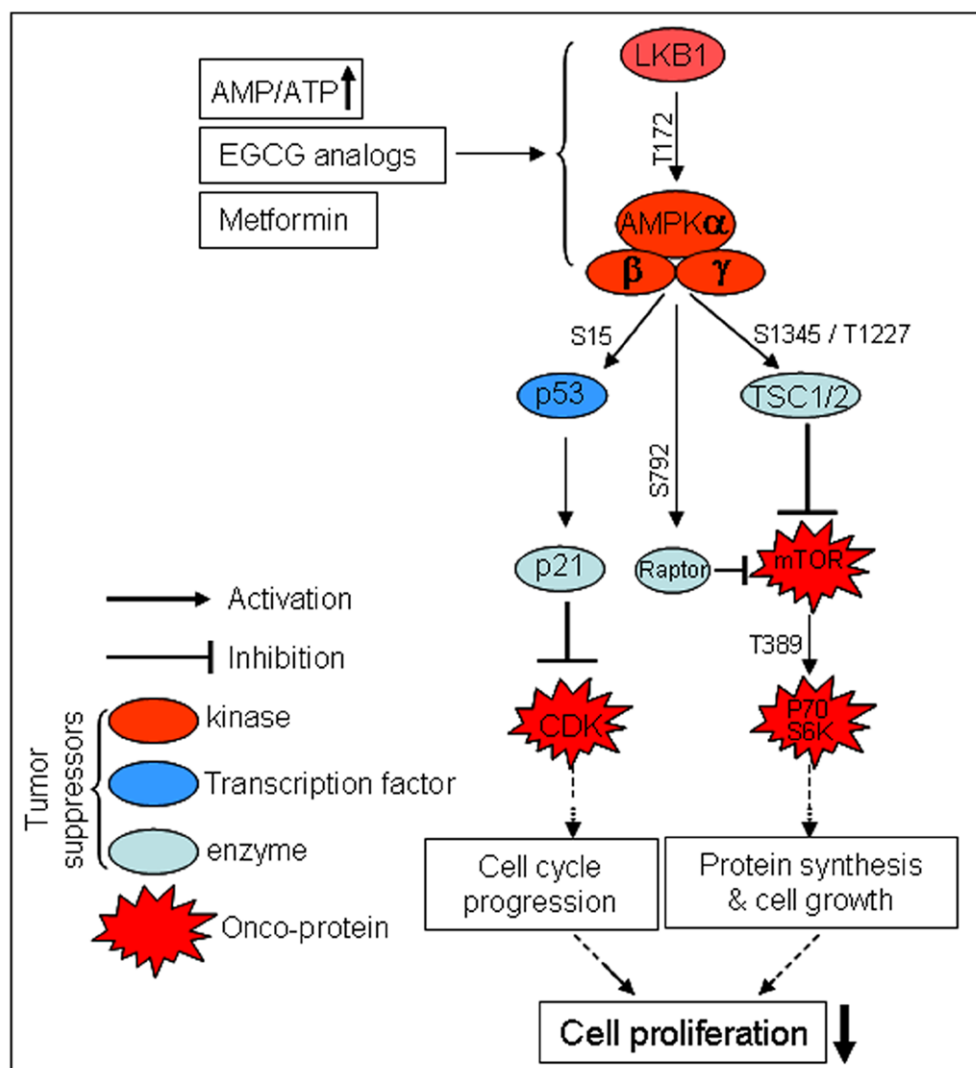 LKB1
AMP/ATP
EGCG analogs
Metformin
T172
AMPKα
β γ
S15
S1345 / T1227
p53
TSC1/2
S792
p21
Raptor
mTOR
T389
CDK
P70
S6K
Activation
Inhibition
Tumor
suppressors
kinase
Transcription factor
enzyme
Onco-protein
Cell cycle
progression
Protein synthesis
& cell growth
Cell proliferation